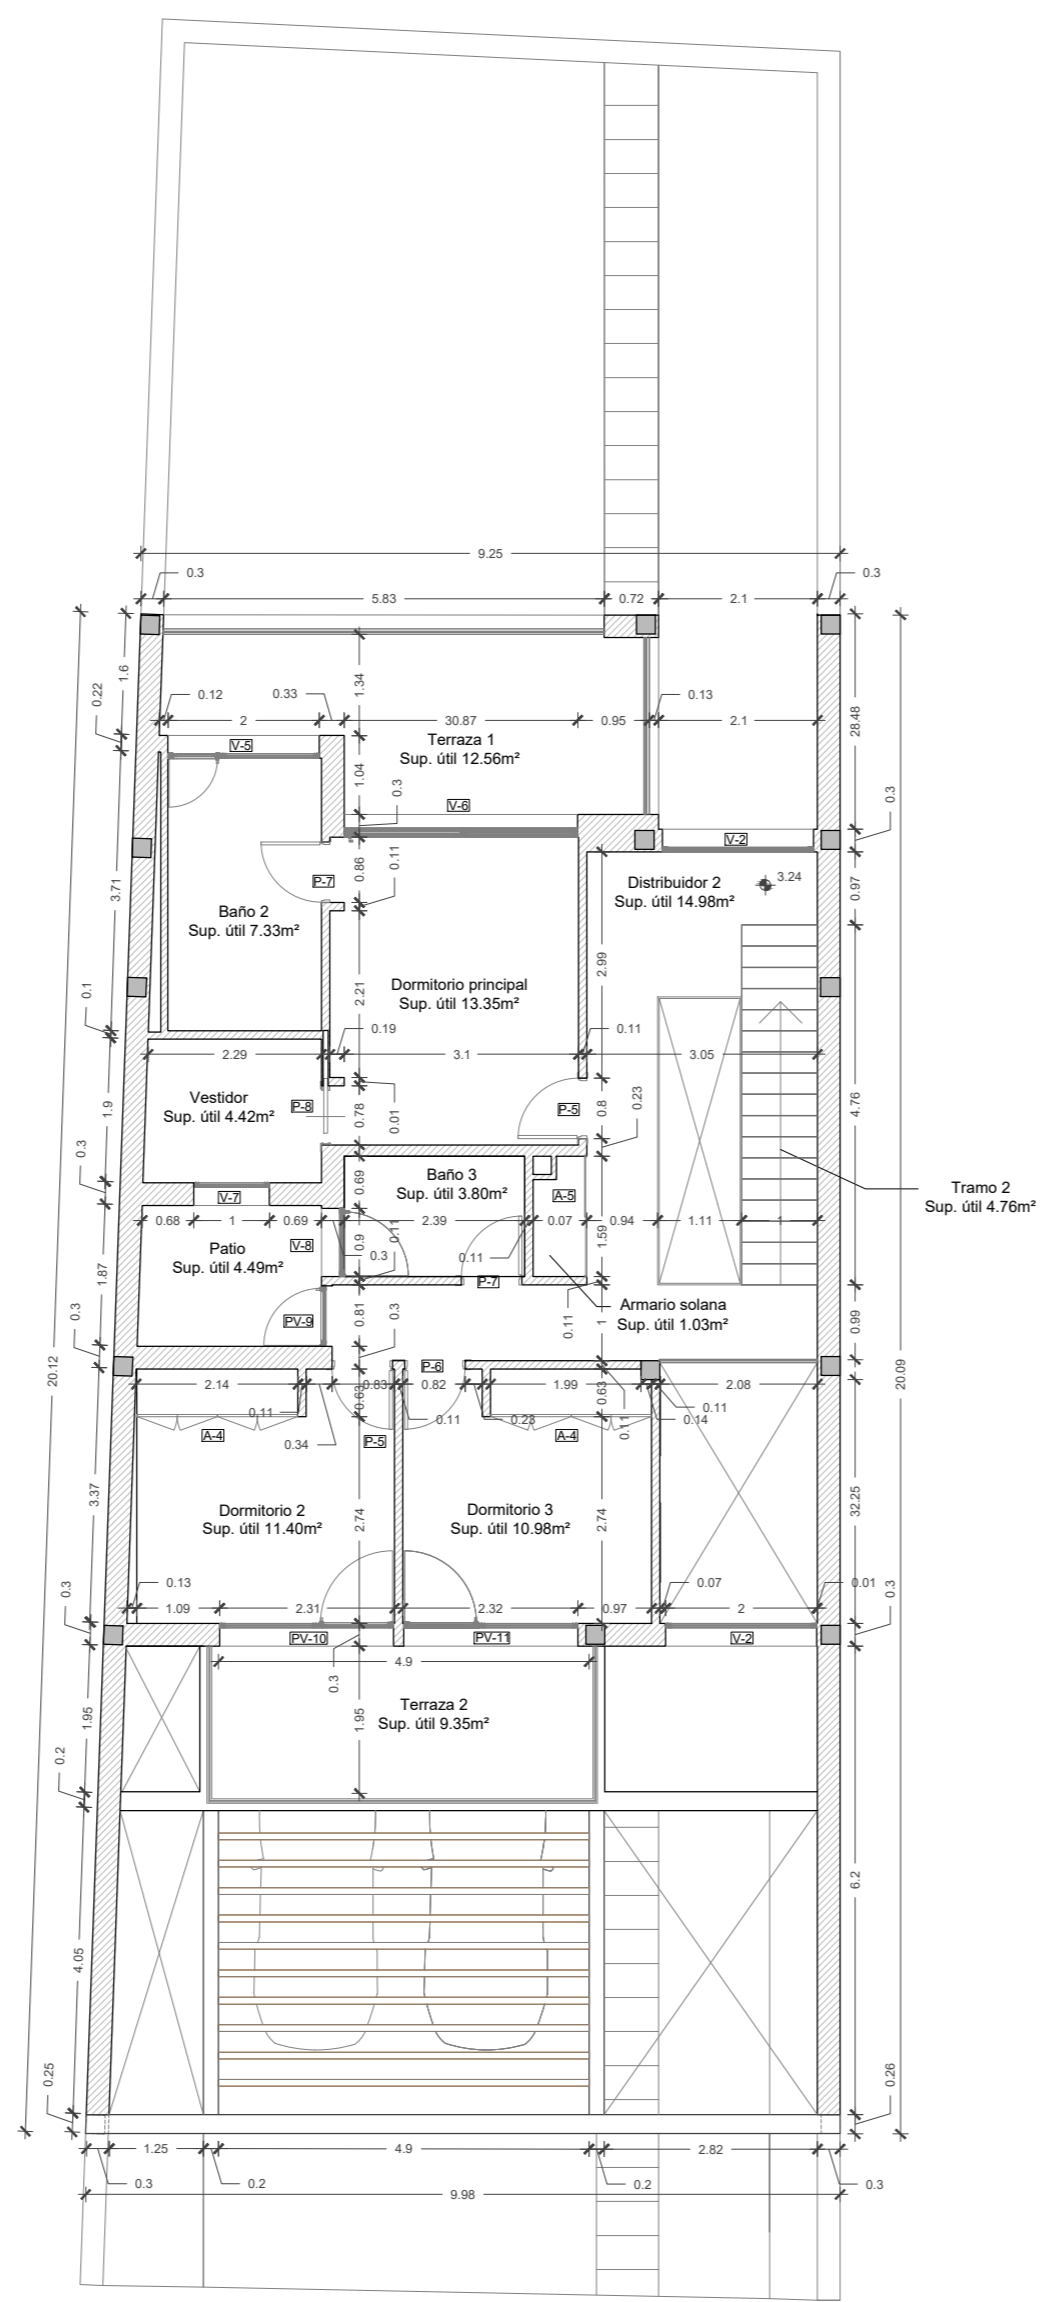 9.25
0.3
0.3
5.83
0.72
2.1
1.6
0.22
0.12
0.33
1.34
0.13
2
30.87
0.95
2.1
28.48
Terraza 1
Sup. útil 12.56m²
V-5
1.04
0.3
0.3
V-6
V-2
3.71
0.86
0.11
P-7
Distribuidor 2
Sup. útil 14.98m²
3.24
0.97
Baño 2
Sup. útil 7.33m²
2.99
Dormitorio principal
Sup. útil 13.35m²
2.21
0.1
0.19
0.11
2.29
3.1
3.05
Vestidor
Sup. útil 4.42m²
1.9
P-8
0.78
0.01
P-5
0.8
0.23
4.76
0.3
0.69
Baño 3
Sup. útil 3.80m²
A-5
V-7
Tramo 2
Sup. útil 4.76m²
0.68
1
0.69
2.39
0.07
0.94
1.11
1
V-8
0.9
0.11
0.3
0.11
1.59
Patio
Sup. útil 4.49m²
1.87
P-7
Armario solana
Sup. útil 1.03m²
0.3
PV-9
0.81
0.3
0.11
1
0.99
20.12
P-6
20.09
2.14
0.83
0.82
1.99
2.08
0.63
0.63
0.11
0.11
0.11
0.23
0.14
0.11
A-4
0.34
P-5
A-4
3.37
Dormitorio 2
Sup. útil 11.40m²
2.74
Dormitorio 3
Sup. útil 10.98m²
2.74
32.25
0.3
0.13
0.07
0.01
0.3
1.09
2.31
2.32
0.97
2
PV-10
PV-11
V-2
0.3
4.9
1.95
Terraza 2
Sup. útil 9.35m²
1.95
0.2
6.2
4.05
0.25
0.26
1.25
4.9
2.82
0.3
0.2
0.2
0.3
9.98